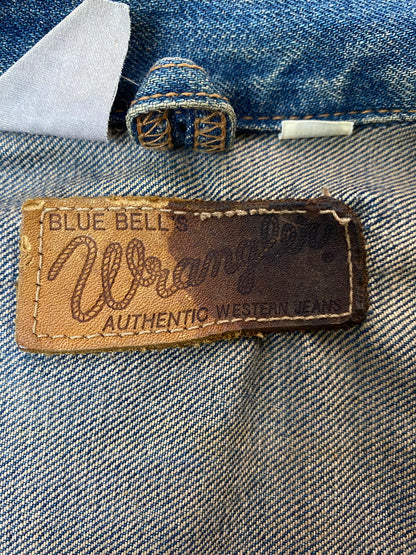 BLUE BELL'S
Wrangler®
AUTHENTIC WESTERN JEANS